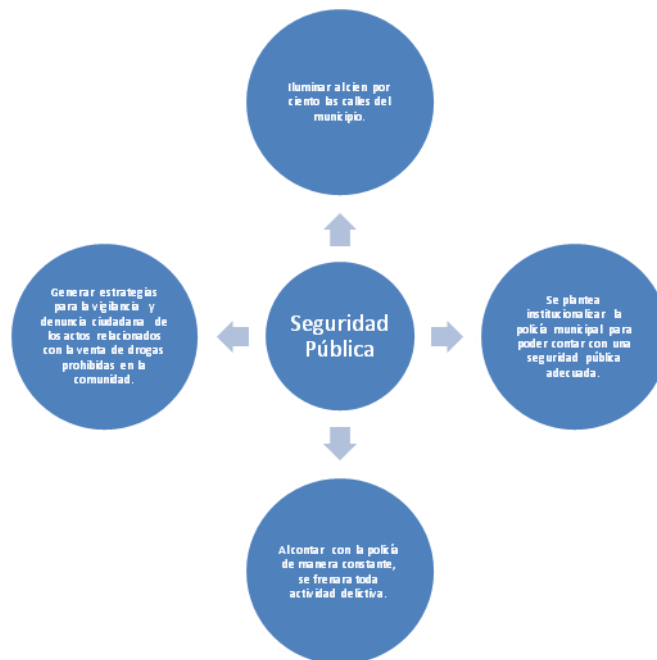 Iluminar al cien por
ciento las calles del
municipio.
Generar estrategias
para la vigilancia y
denuncia ciudadana de
los actos relacionados
con la venta de drogas
prohibidas en la
comunidad.
Seguridad
Pública
Se plantea
institucionalizar la
policía municipal para
poder contar con una
seguridad pública
adecuada.
Al contar con la policía
de manera constante,
se frenara toda
actividad delictiva.